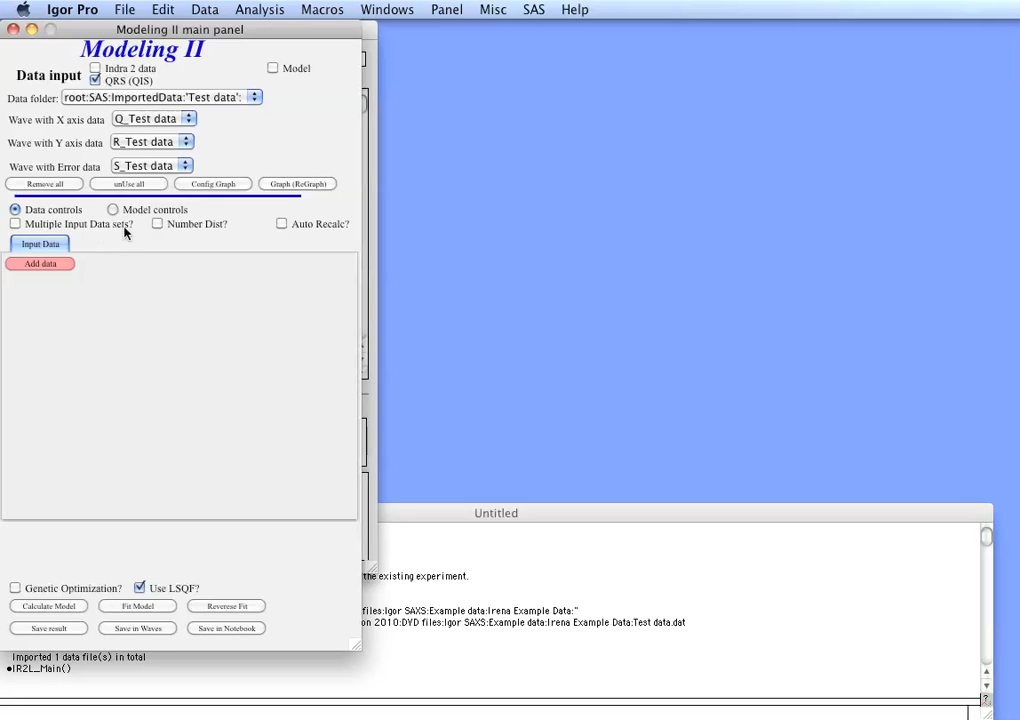 Igor Pro File Edit Data Analysis Macros Windows Panel Misc SAS Help
Modeling II main panel
Modeling II
Indra 2 data
Model
Data input
QRS (QIS)
Data folder: root:SAS:ImportedData:'Test data':
Wave with X axis data Q_Test data
Wave with Y axis data R_Test data
Wave with Error data S_Test data
Remove all unUse all Config Graph Graph (ReGraph)
Data controls Model controls
Multiple Input Data sets? Number Dist? Auto Recalc?
Input Data
Add data
Untitled
the existing experiment.
Genetic Optimization? Use LSQF?
Calculate Model Fit Model Reverese Fit
files:Igor SAXS:Example data:Irena Example Data:"
on 2010:DVD files:Igor SAXS:Example data:Irena Example Data:Test data.dat
Save result Save in Waves Save in Notebook
Imported 1 data file(s) in total
•IR2L_Main()
?